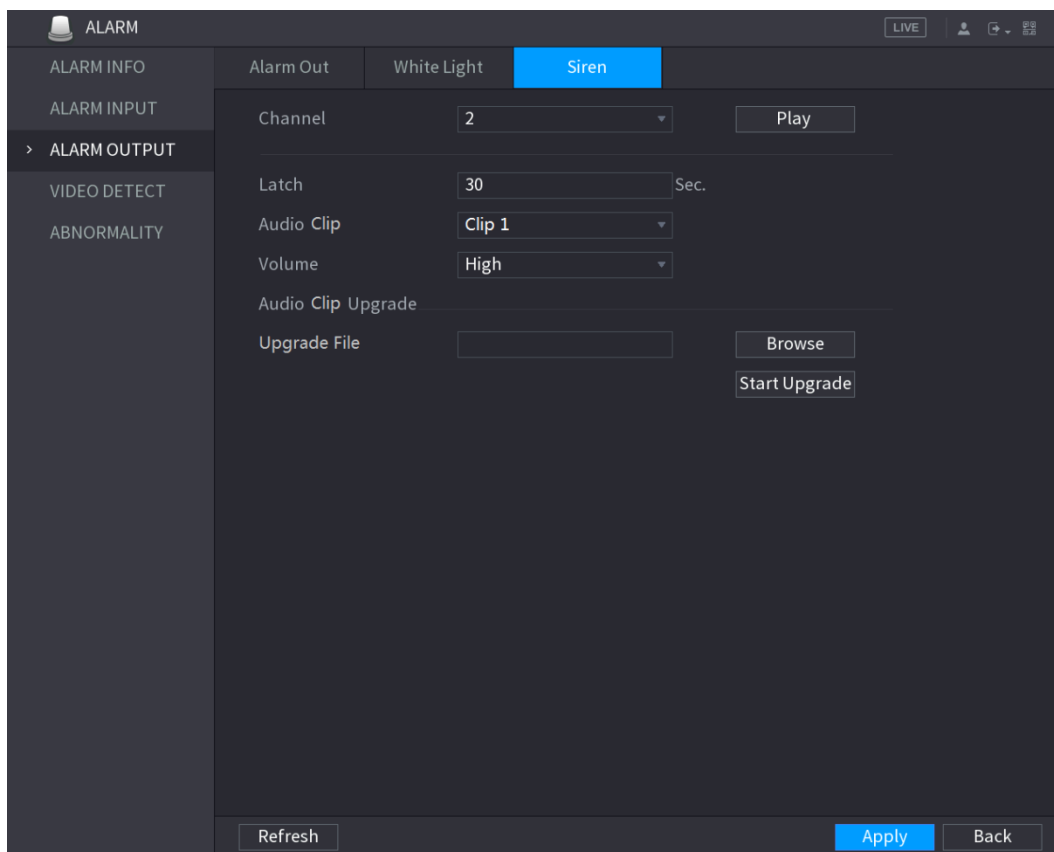 ALARM
LIVE
ALARM INFO
ALARM INPUT
> ALARM OUTPUT
VIDEO DETECT
ABNORMALITY
Alarm Out White Light Siren
Channel 2 Play
Latch 30 Sec.
Audio Clip Clip 1
Volume High
Audio Clip Upgrade
Upgrade File Browse
Start Upgrade
Refresh Apply Back